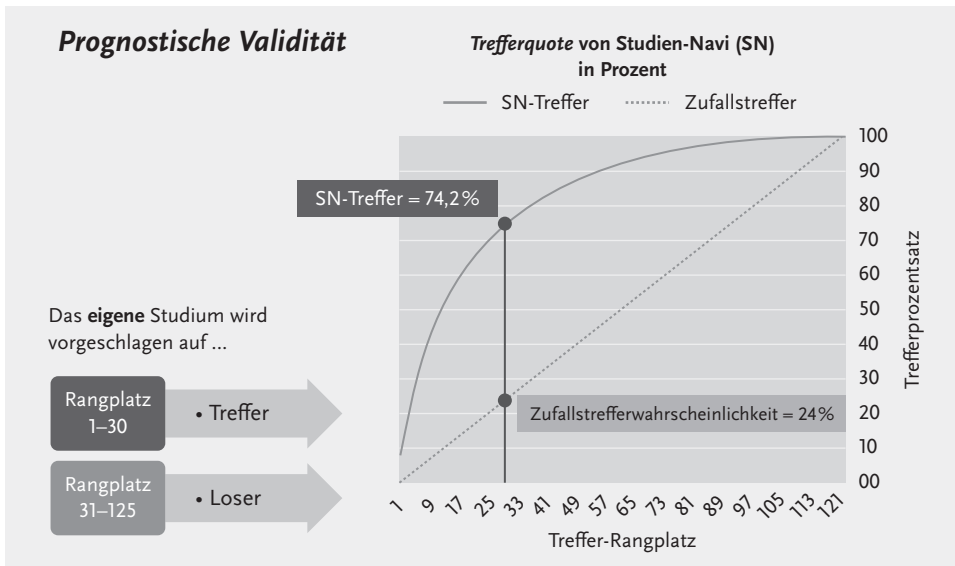 Prognostische Validität
Trefferquote von Studien-Navi (SN)
in Prozent
SN-Treffer
Zufallstreffer
SN-Treffer = 74,2 %
Zufallstrefferwahrscheinlichkeit = 24 %
100
90
80
70
60
50
40
30
20
10
00
Trefferprozentsatz
1 9 17 25 33 41 49 57 65 73 81 89 97 105 113 121
Treffer-Rangplatz
Das eigene Studium wird
vorgeschlagen auf ...
Rangplatz
1–30
• Treffer
Rangplatz
31–125
• Loser